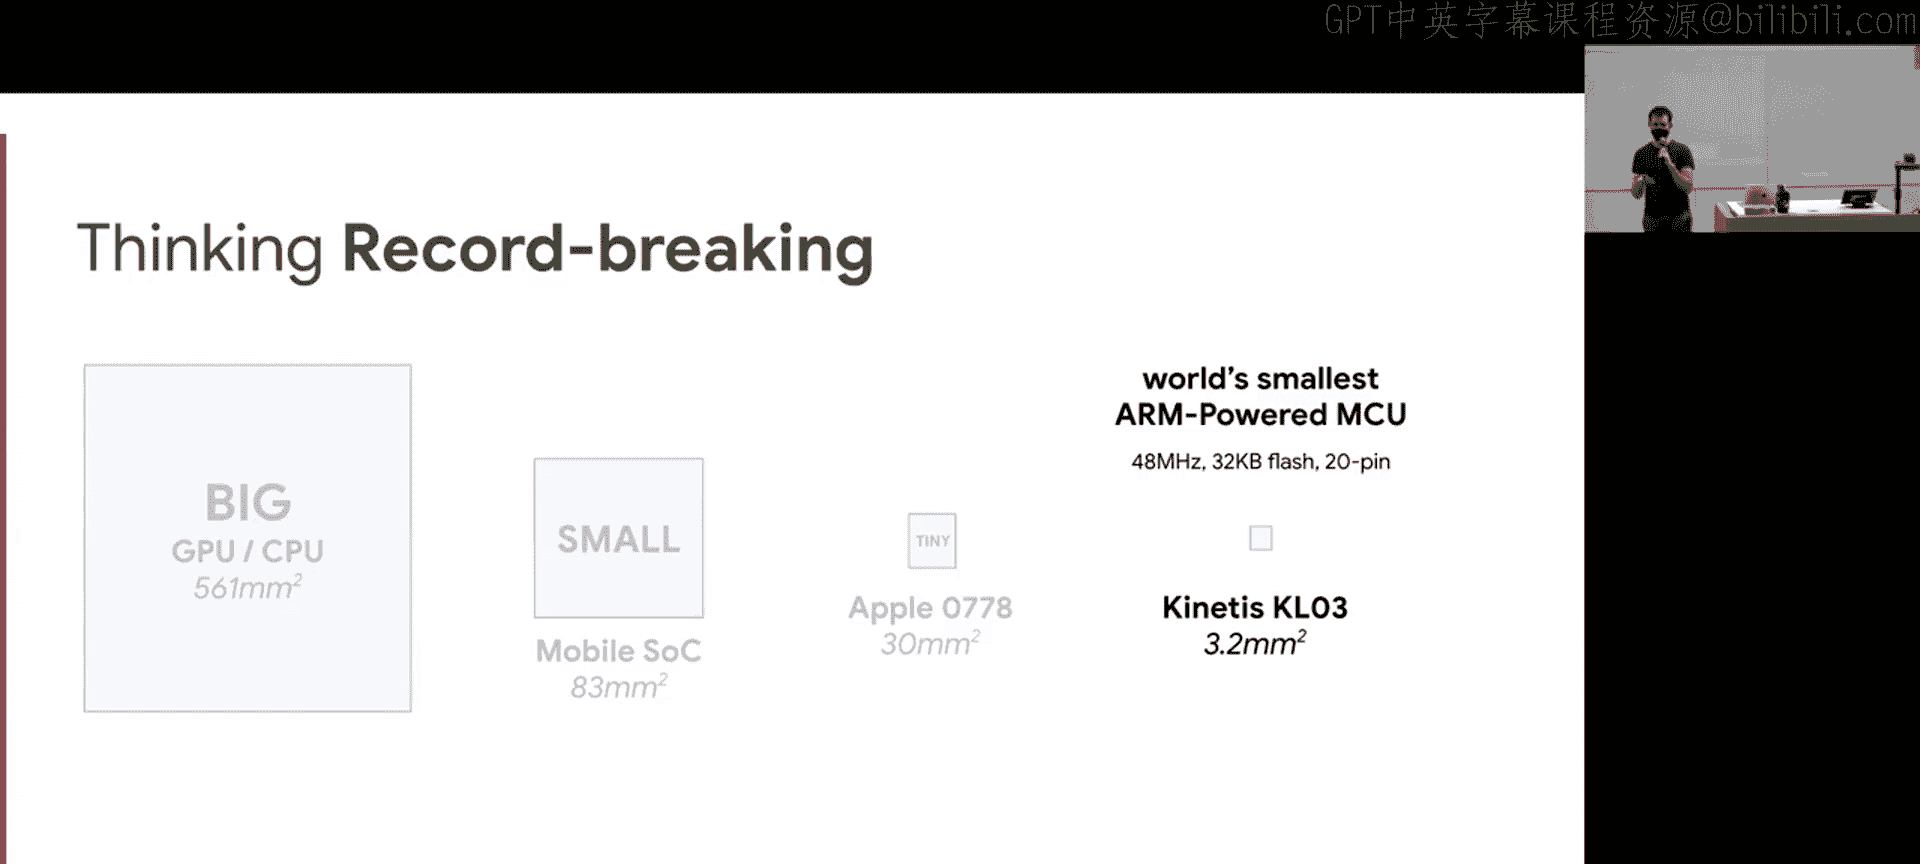 GPT中英字幕课程资源@bilibili.com
Thinking Record-breaking
BIG
GPU / CPU
561mm²
SMALL
Mobile SoC
83mm²
TINY
Apple 0778
30mm²
world's smallest
ARM-Powered MCU
48MHz, 32KB flash, 20-pin
Kinetis KL03
3.2mm²